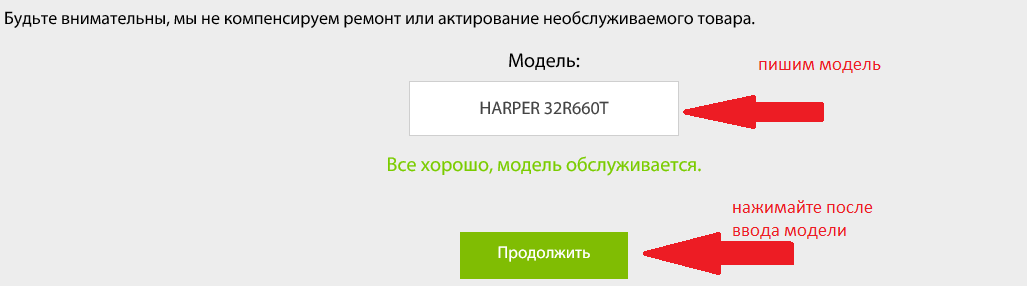 Будьте внимательны, мы не компенсируем ремонт или актирование необслуживаемого товара.
Модель:
пишим модель
HARPER 32R660T
Все хорошо, модель обслуживается.
нажимайте после
ввода модели
Продолжить